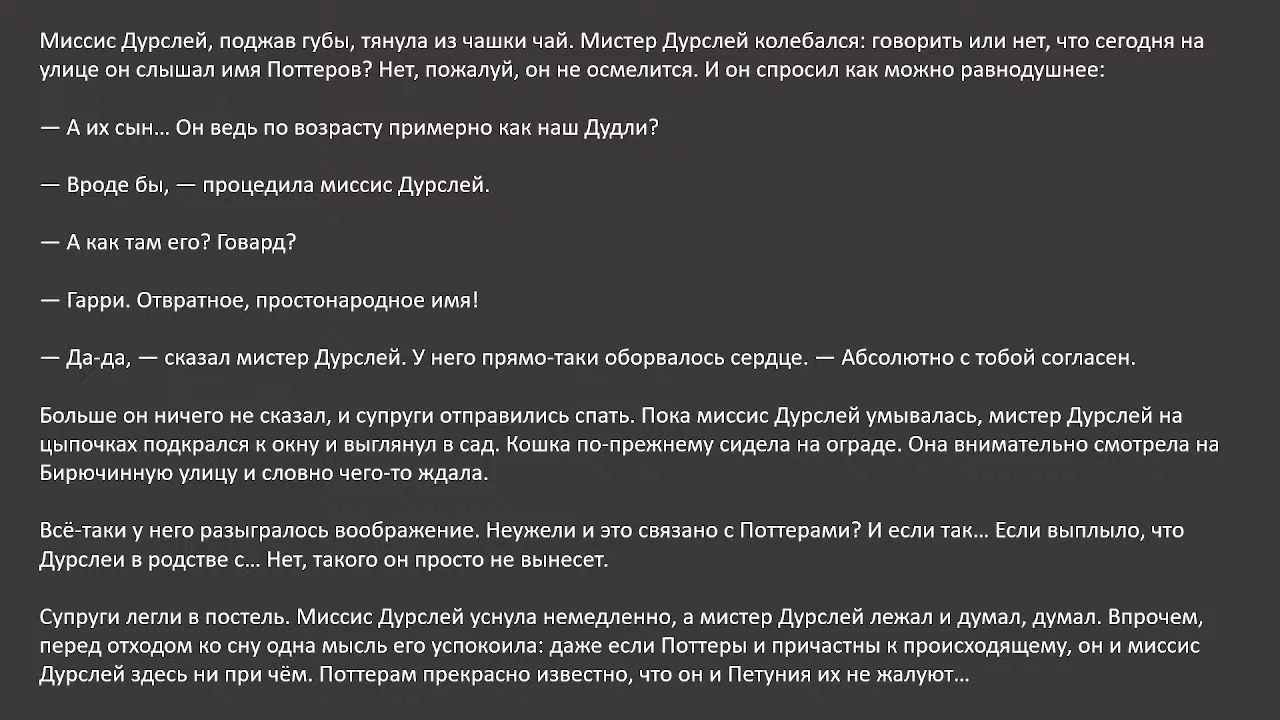 Миссис Дурслей, поджав губы, тянула из чашки чай. Мистер Дурслей колебался: говорить или нет, что сегодня на
улице он слышал имя Поттеров? Нет, пожалуй, он не осмелится. И он спросил как можно равнодушнее:
— А их сын… Он ведь по возрасту примерно как наш Дудли?
— Вроде бы, — процедила миссис Дурслей.
— А как там его? Говард?
— Гарри. Отвратное, простонародное имя!
— Да-да, — сказал мистер Дурслей. У него прямо-таки оборвалось сердце. — Абсолютно с тобой согласен.
Больше он ничего не сказал, и супруги отправились спать. Пока миссис Дурслей умывалась, мистер Дурслей на
цыпочках подкрался к окну и выглянул в сад. Кошка по-прежнему сидела на ограде. Она внимательно смотрела на
Бирючинную улицу и словно чего-то ждала.
Всё-таки у него разыгралось воображение. Неужели и это связано с Поттерами? И если так… Если выплыло, что
Дурслеи в родстве с… Нет, такого он просто не вынесет.
Супруги легли в постель. Миссис Дурслей уснула немедленно, а мистер Дурслей лежал и думал, думал. Впрочем,
перед отходом ко сну одна мысль его успокоила: даже если Поттеры и причастны к происходящему, он и миссис
Дурслей здесь ни при чём. Поттерам прекрасно известно, что он и Петуния их не жалуют…